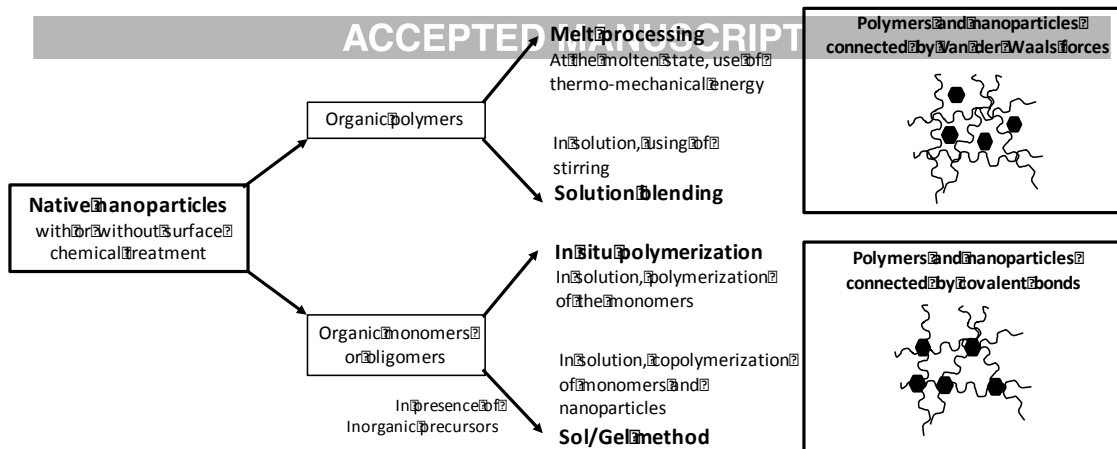 ACCEPTED MANUSCRIPT
Melt processing
At the molten state, use of
thermo-mechanical energy
Organic polymers
In solution, using of
stirring
Solution blending
Native nanoparticles
with or without surface
chemical treatment
In situ polymerization
In solution, polymerization
of the monomers
Organic monomers
or oligomers
In solution, copolymerization
of monomers and
nanoparticles
In presence of
Inorganic precursors
Sol/Gel method
Polymers and nanoparticles
connected by Van der Waals forces
Polymers and nanoparticles
connected by covalent bonds